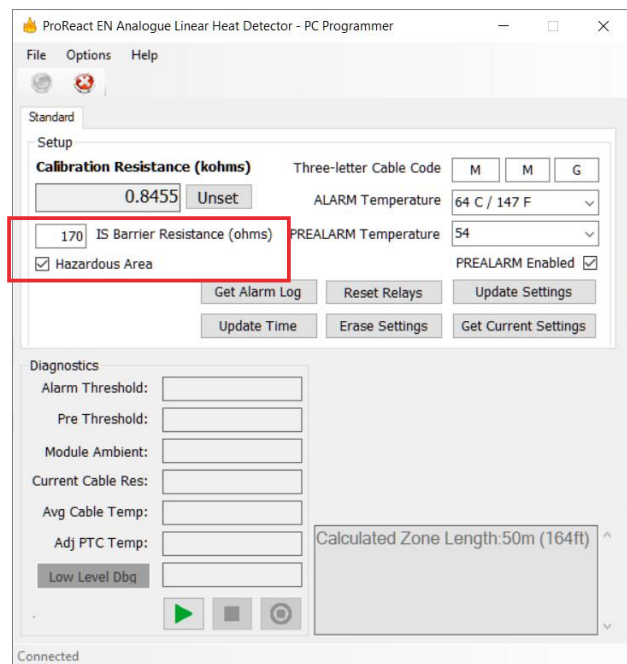 ProReact EN Analogue Linear Heat Detector - PC Programmer
File Options Help
Standard
Setup
Calibration Resistance (kohms)
Three-letter Cable Code M M G
0.8455 Unset
ALARM Temperature 64 C / 147 F
170 IS Barrier Resistance (ohms)
PREALARM Temperature 54
Hazardous Area
PREALARM Enabled
Get Alarm Log Reset Relays Update Settings
Update Time Erase Settings Get Current Settings
Diagnostics
Alarm Threshold:
Pre Threshold:
Module Ambient:
Current Cable Res:
Avg Cable Temp:
Adj PTC Temp:
Low Level Dbg
Calculated Zone Length:50m (164ft)
Connected